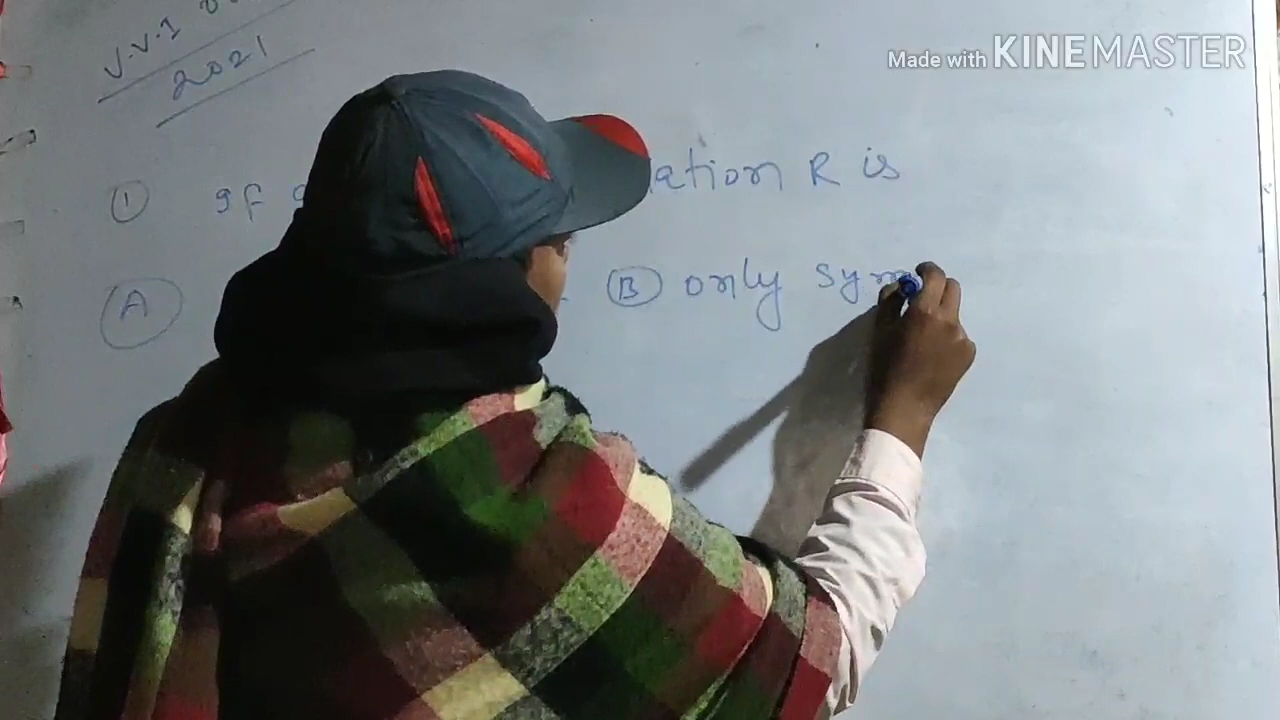 V.V.I
2021
Made with KINEMASTER
① If ation R is
Ⓐ Ⓑ only sym